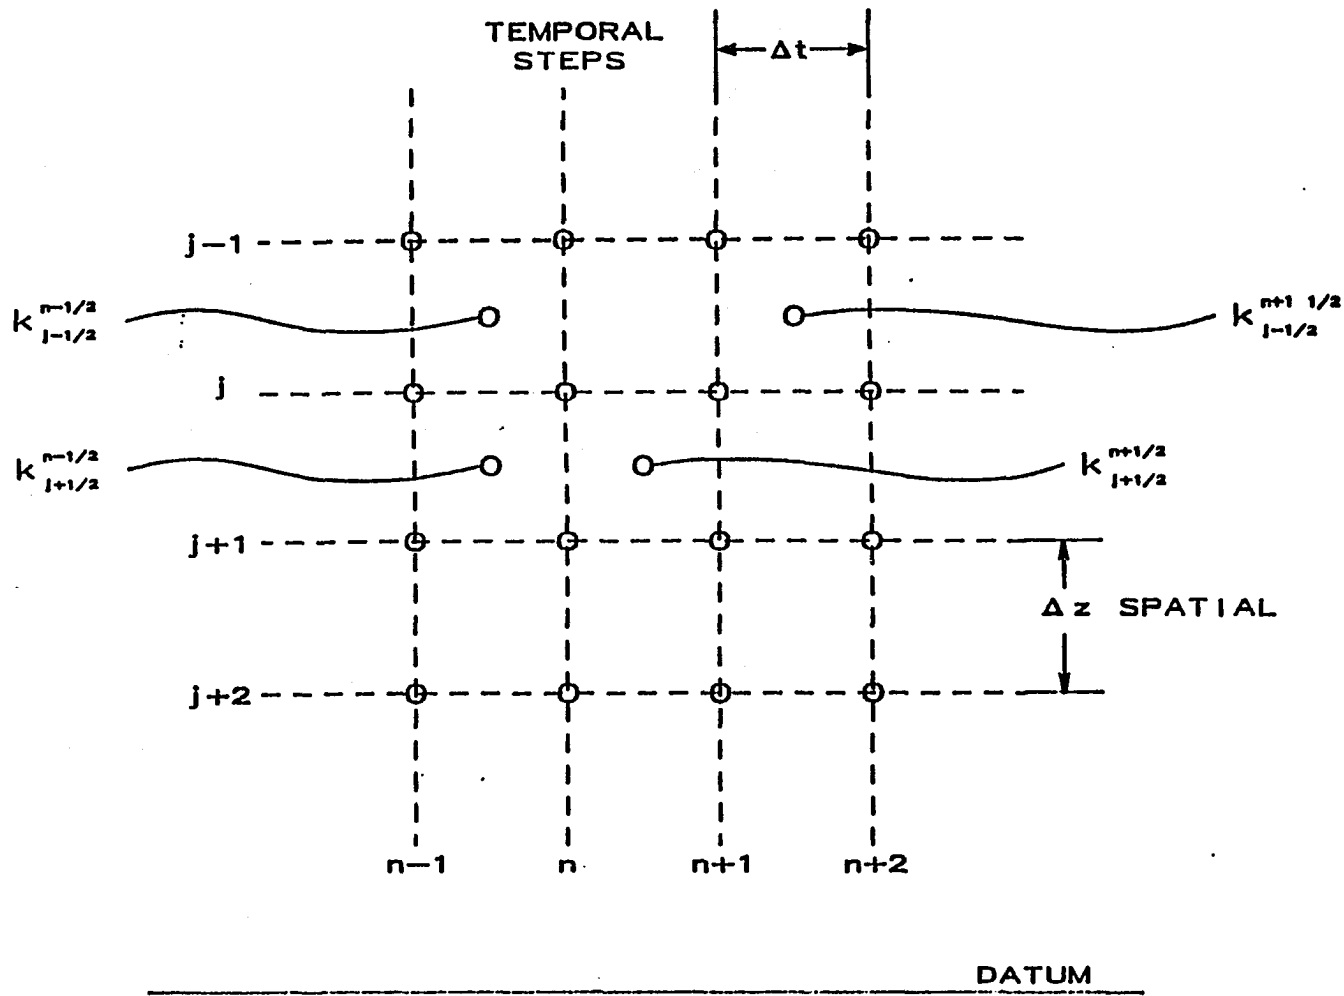 TEMPORAL
STEPS
Δt
j-1
k n-1/2 j-1/2
k n+1 1/2 j-1/2
j
k n-1/2 j+1/2
k n+1/2 j+1/2
j+1
Δz SPATIAL
j+2
n-1 n n+1 n+2
DATUM